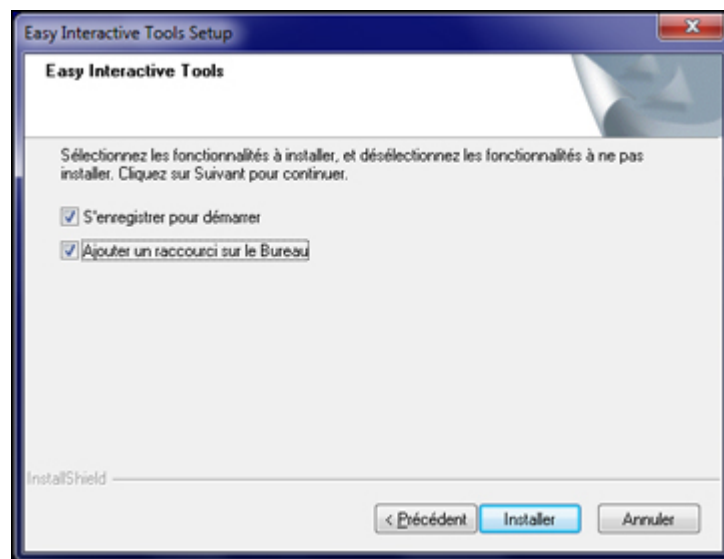 Easy Interactive Tools Setup
Easy Interactive Tools
Sélectionnez les fonctionnalités à installer, et désélectionnez les fonctionnalités à ne pas
installer. Cliquez sur Suivant pour continuer.
S'enregistrer pour démarrer
Ajouter un raccourci sur le Bureau
InstallShield
< Précédent Installer Annuler